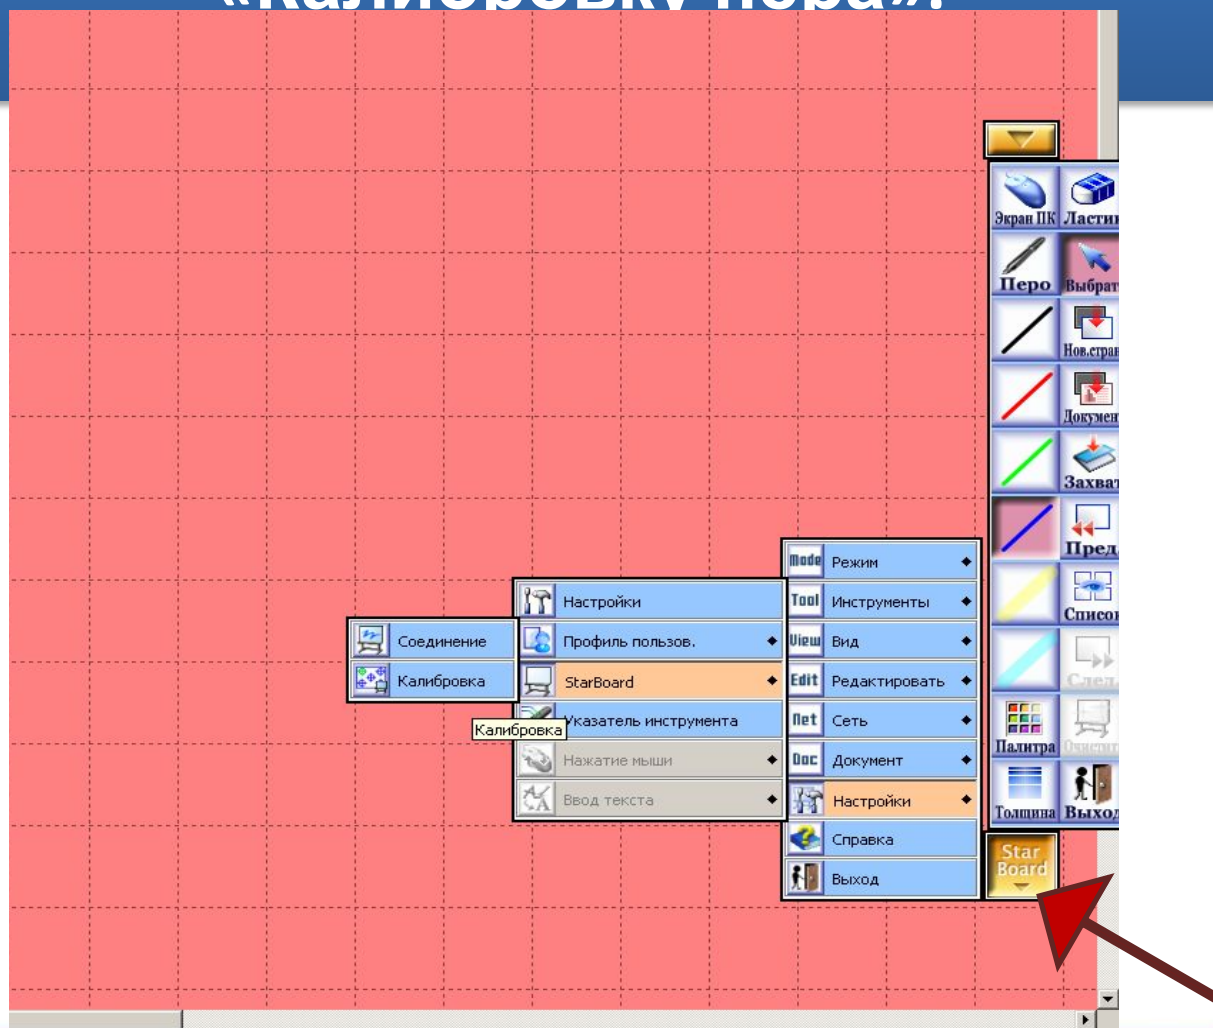 «Калибровку пера».
Экран ПК Ластик
Перо Выбрат
Нов.стран
Докумен
Захват
Пред.
Список
След.
Палитра Очистит
Толщина Выход
Star
Board
Mode Режим
Tool Инструменты
View Вид
Edit Редактировать
Net Сеть
Doc Документ
Настройки
Справка
Выход
Настройки
Профиль пользов.
StarBoard
Указатель инструмента
Нажатие мыши
Ввод текста
Соединение
Калибровка
Калибровка